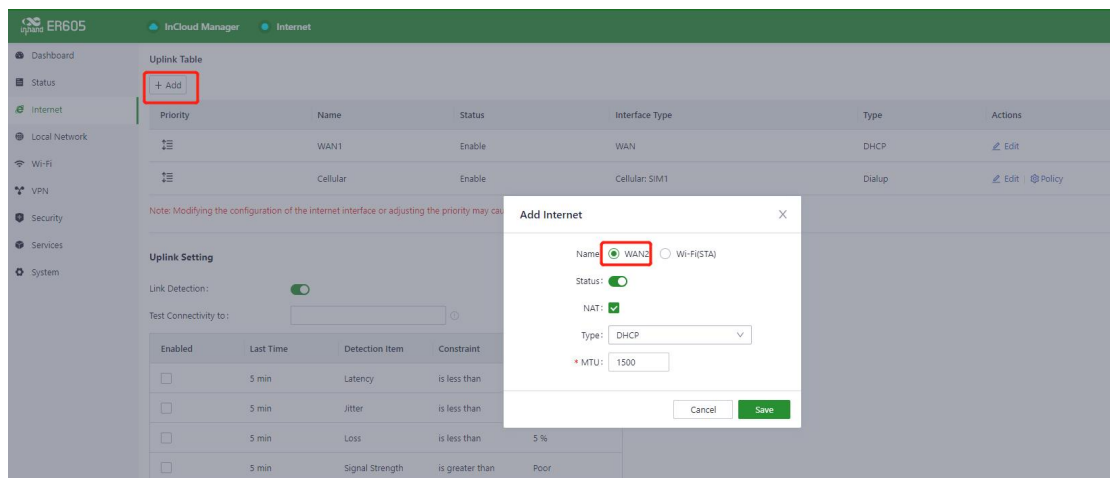 inhand ER605
InCloud Manager
Internet
Dashboard
Status
Internet
Local Network
Wi-Fi
VPN
Security
Services
System
Uplink Table
+ Add
Priority Name Status Interface Type Type Actions
WAN1 Enable WAN DHCP Edit
Cellular Enable Cellular: SIM1 Dialup Edit Policy
Note: Modifying the configuration of the internet interface or adjusting the priority may cau
Uplink Setting
Link Detection:
Test Connectivity to:
Enabled Last Time Detection Item Constraint
5 min Latency is less than
5 min Jitter is less than
5 min Loss is less than 5 %
5 min Signal Strength is greater than Poor
Add Internet
Name WAN2 Wi-Fi(STA)
Status:
NAT:
Type: DHCP
* MTU: 1500
Cancel Save